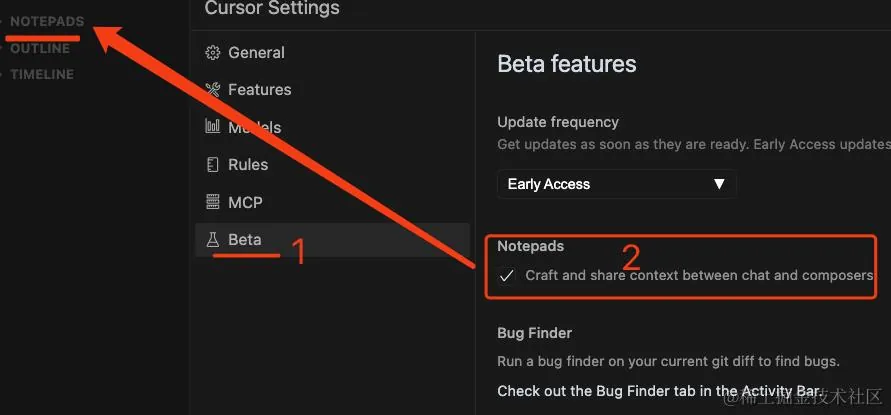 NOTEPADS
OUTLINE
TIMELINE
Cursor Settings
General
Features
Models
Rules
MCP
Beta
1
Beta features
Update frequency
Get updates as soon as they are ready. Early Access updates
Early Access
Notepads
2
Craft and share context between chat and composers
Bug Finder
Run a bug finder on your current git diff to find bugs.
Check out the Bug Finder tab in the Activity Bar.
@稀土掘金技术社区